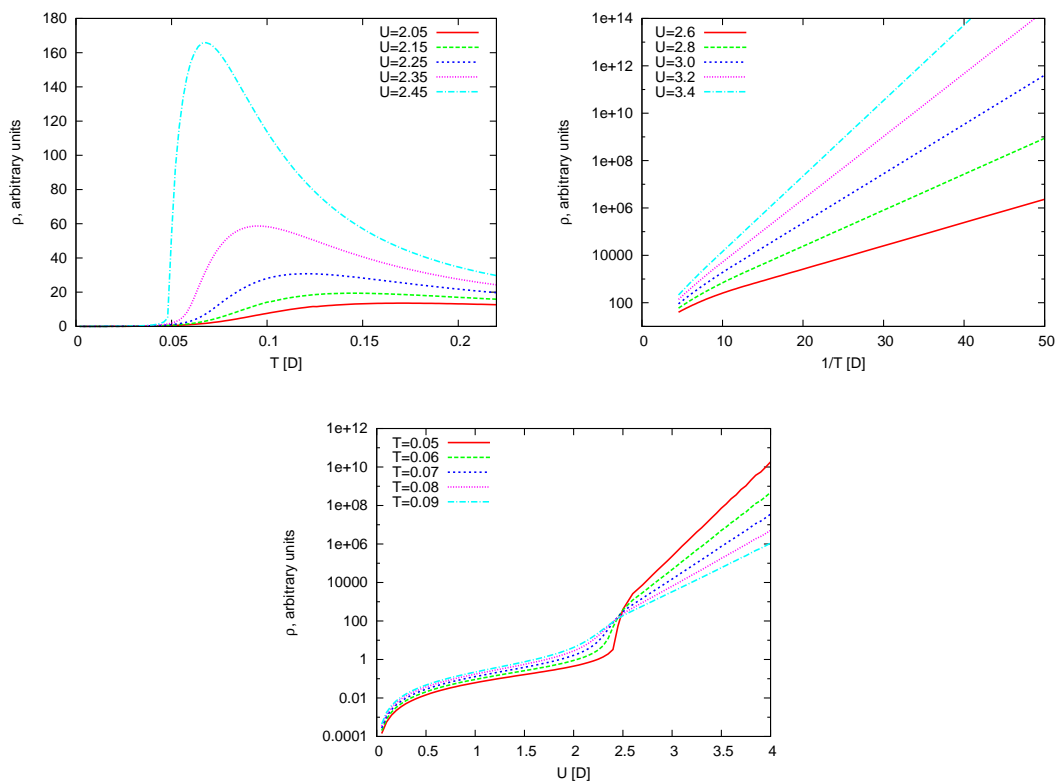 ρ, arbitrary units
180
160
140
120
100
80
60
40
20
0
U=2.05
U=2.15
U=2.25
U=2.35
U=2.45
0
0.05
0.1
0.15
0.2
T [D]
ρ, arbitrary units
1e+14
1e+12
1e+10
1e+08
1e+06
10000
100
U=2.6
U=2.8
U=3.0
U=3.2
U=3.4
0
10
20
30
40
50
1/T [D]
ρ, arbitrary units
1e+12
1e+10
1e+08
1e+06
10000
100
1
0.01
0.0001
T=0.05
T=0.06
T=0.07
T=0.08
T=0.09
0
0.5
1
1.5
2
2.5
3
3.5
4
U [D]